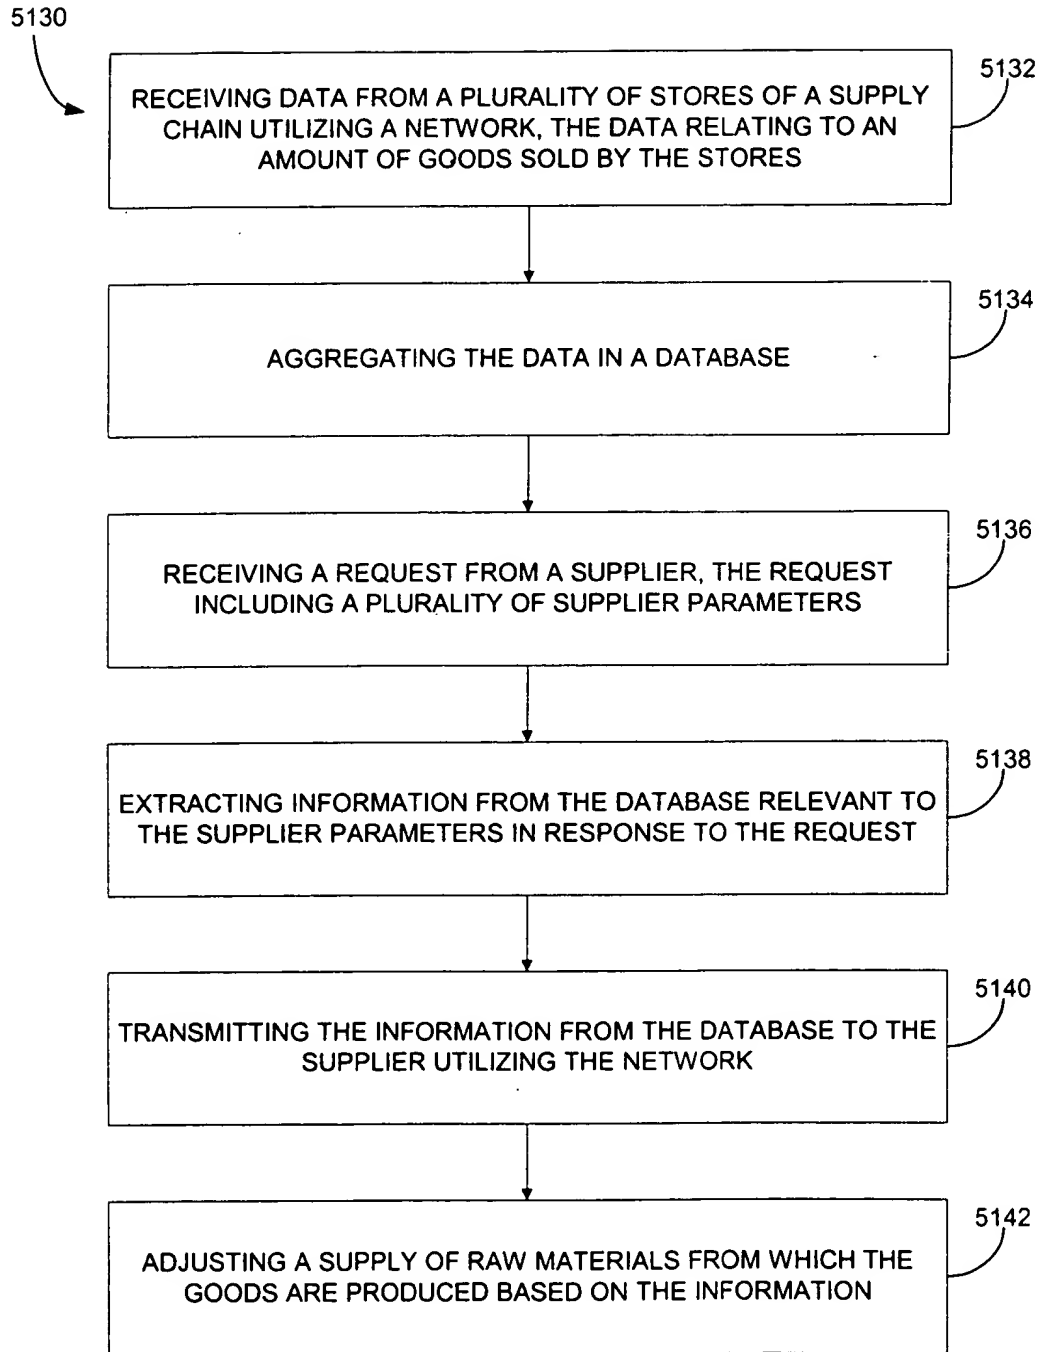 5130
5132
RECEIVING DATA FROM A PLURALITY OF STORES OF A SUPPLY
CHAIN UTILIZING A NETWORK, THE DATA RELATING TO AN
AMOUNT OF GOODS SOLD BY THE STORES
5134
AGGREGATING THE DATA IN A DATABASE
5136
RECEIVING A REQUEST FROM A SUPPLIER, THE REQUEST
INCLUDING A PLURALITY OF SUPPLIER PARAMETERS
5138
EXTRACTING INFORMATION FROM THE DATABASE RELEVANT TO
THE SUPPLIER PARAMETERS IN RESPONSE TO THE REQUEST
5140
TRANSMITTING THE INFORMATION FROM THE DATABASE TO THE
SUPPLIER UTILIZING THE NETWORK
5142
ADJUSTING A SUPPLY OF RAW MATERIALS FROM WHICH THE
GOODS ARE PRODUCED BASED ON THE INFORMATION